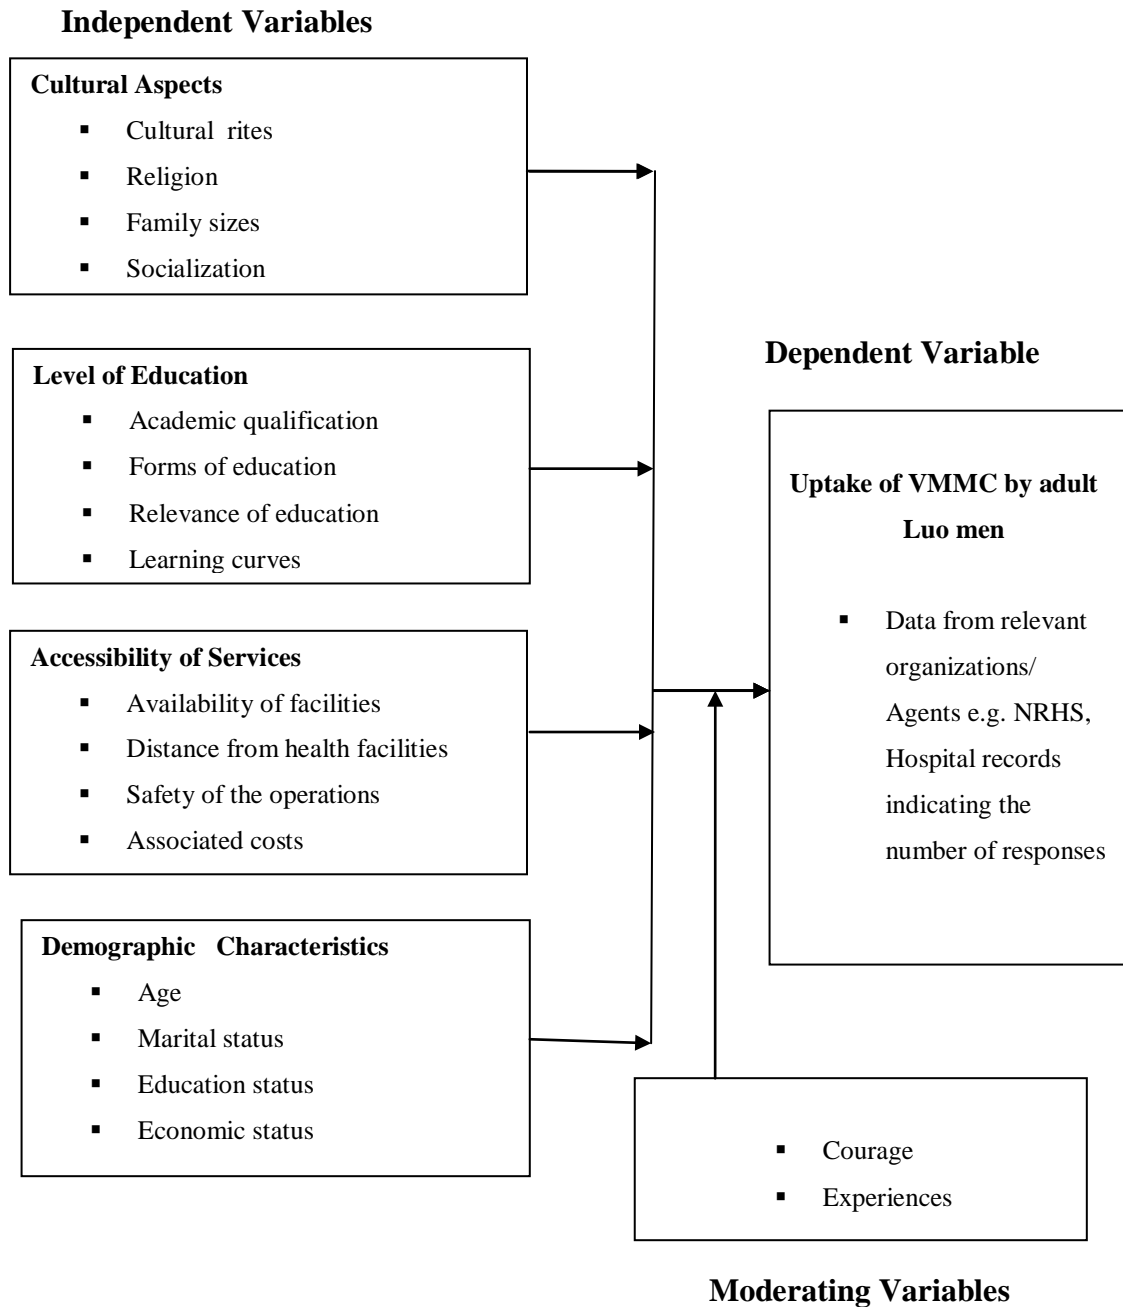 Independent Variables
Cultural Aspects
▪ Cultural rites
▪ Religion
▪ Family sizes
▪ Socialization
Level of Education
▪ Academic qualification
▪ Forms of education
▪ Relevance of education
▪ Learning curves
Accessibility of Services
▪ Availability of facilities
▪ Distance from health facilities
▪ Safety of the operations
▪ Associated costs
Demographic Characteristics
▪ Age
▪ Marital status
▪ Education status
▪ Economic status
Dependent Variable
Uptake of VMMC by adult
Luo men
▪ Data from relevant
organizations/
Agents e.g. NRHS,
Hospital records
indicating the
number of responses
▪ Courage
▪ Experiences
Moderating Variables